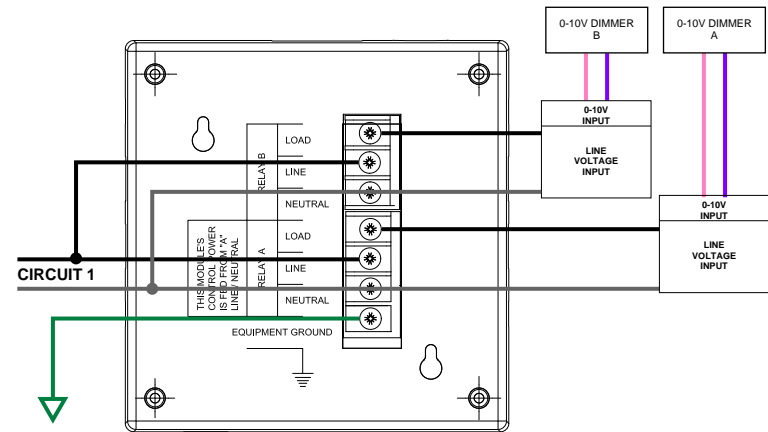 0-10V DIMMER
B
0-10V DIMMER
A
0-10V
INPUT
LINE
VOLTAGE
INPUT
0-10V
INPUT
LINE
VOLTAGE
INPUT
RELAY B
LOAD
LINE
NEUTRAL
THIS MODULE'S
CONTROL POWER
IS FED FROM "A"
LINE / NEUTRAL
RELAY A
LOAD
LINE
NEUTRAL
EQUIPMENT GROUND
CIRCUIT 1